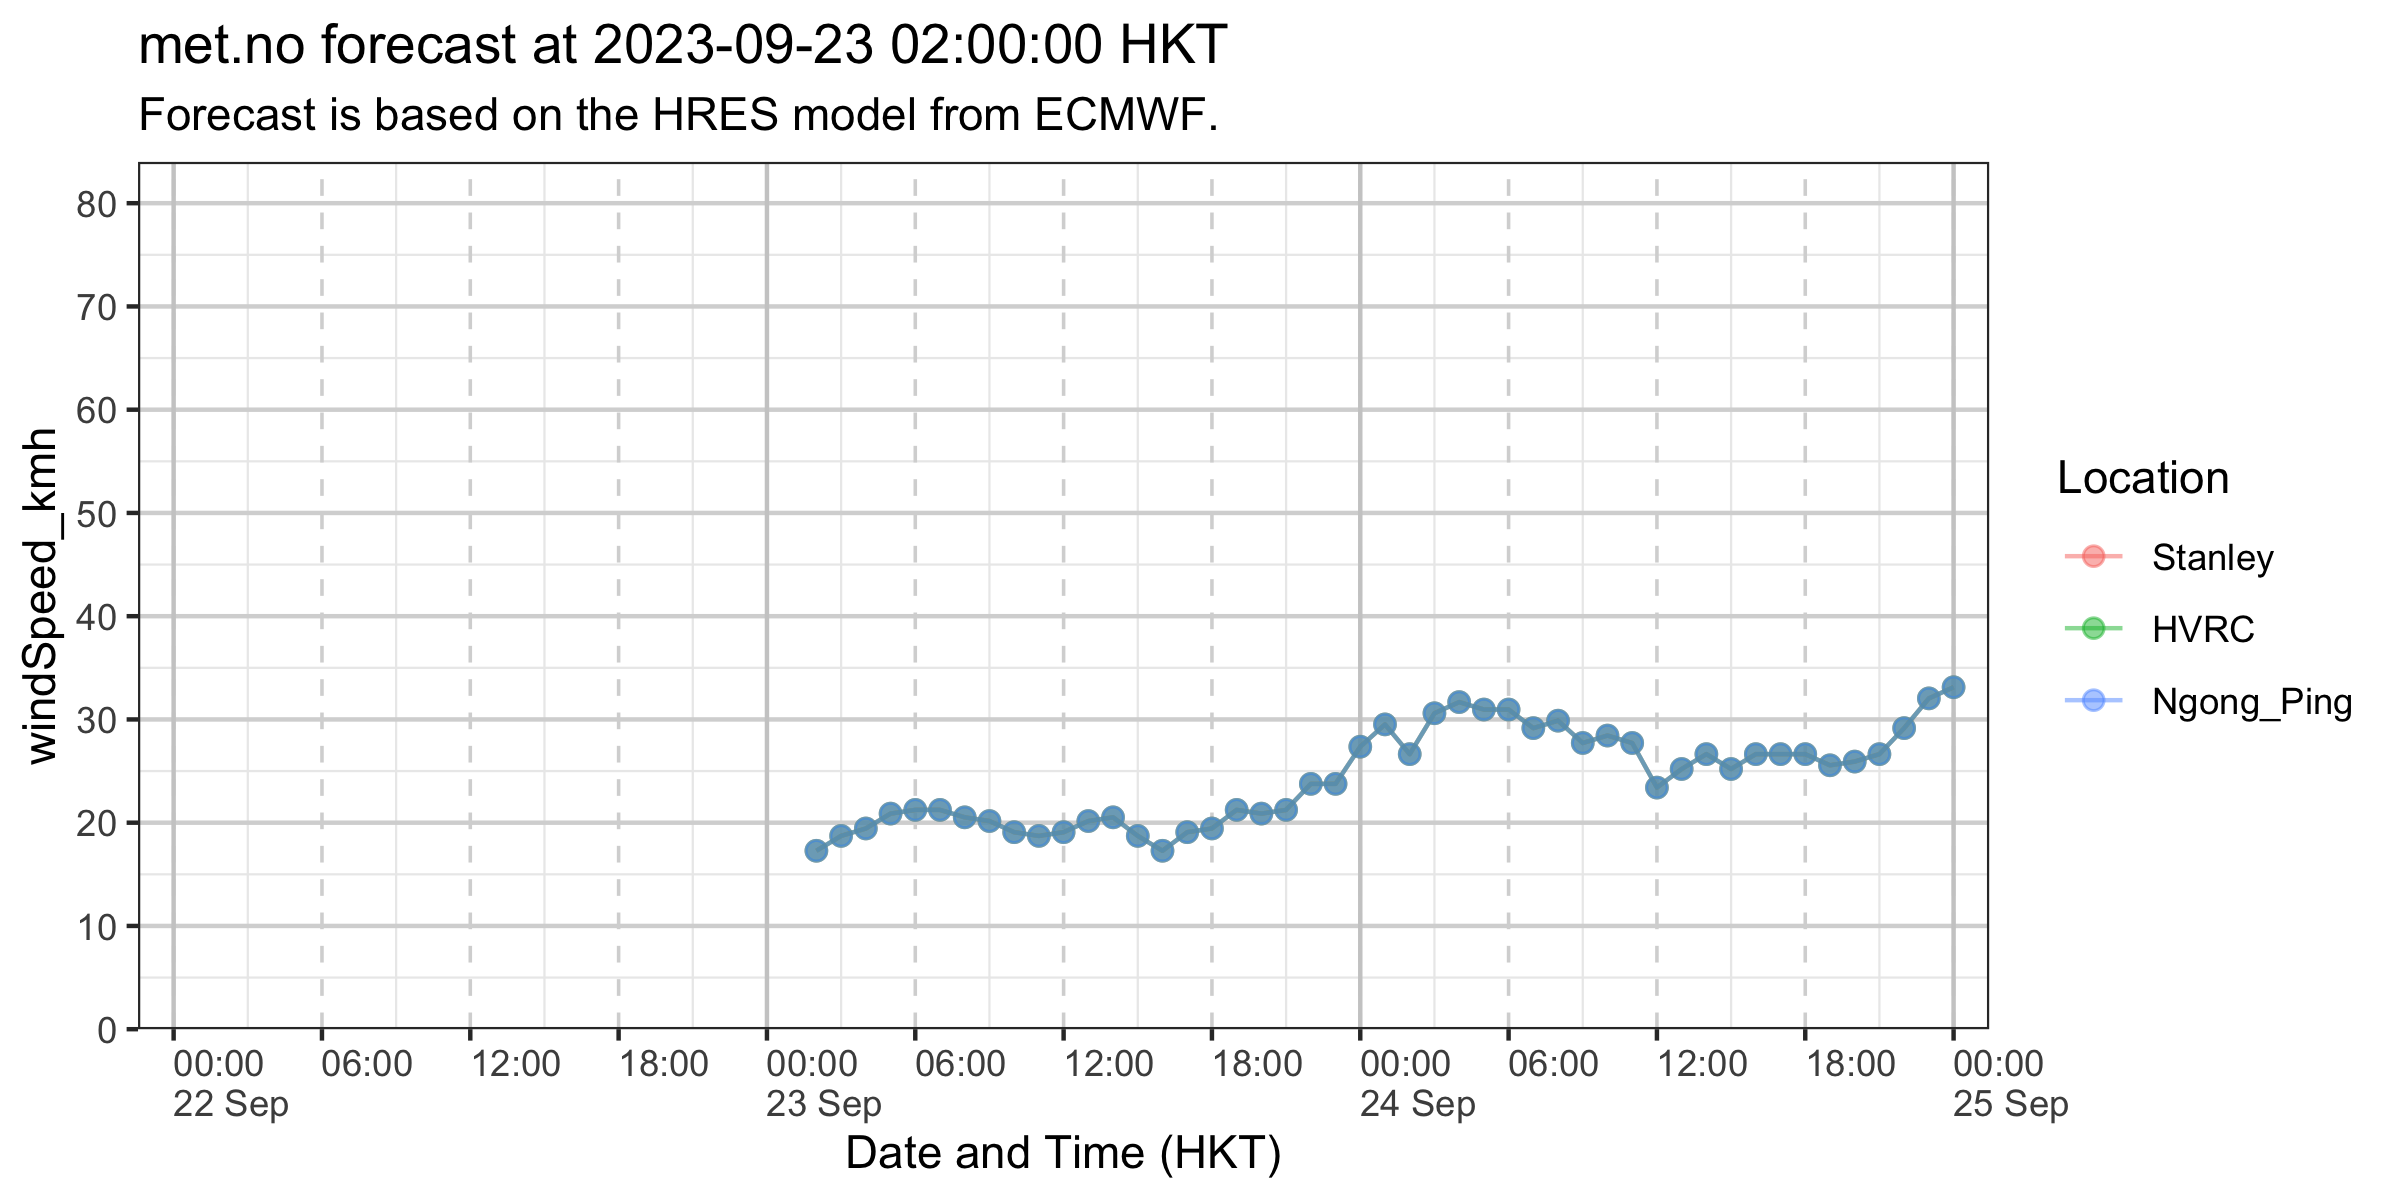 met.no forecast at 2023-09-23 02:00:00 HKT
Forecast is based on the HRES model from ECMWF.
windSpeed_kmh
80
70
60
50
40
30
20
10
0
00:00 06:00 12:00 18:00 00:00 06:00 12:00 18:00 00:00 06:00 12:00 18:00 00:00
22 Sep 23 Sep 24 Sep 25 Sep
Date and Time (HKT)
Location
Stanley
HVRC
Ngong_Ping